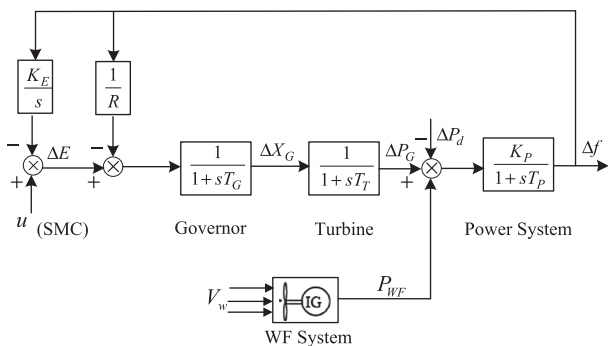 K_E
s
1
R
−
−
−
ΔP_d
ΔE
+
+
u
(SMC)
1
1+sT_G
Governor
ΔX_G
1
1+sT_T
Turbine
ΔP_G
+
K_P
1+sT_P
Power System
Δf
V_w
IG
P_WF
WF System